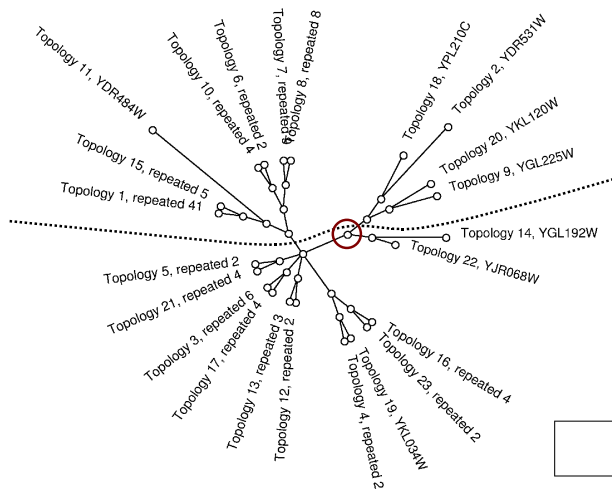 Topology 11, YDR484W
Topology 15, repeated 5
Topology 1, repeated 41
Topology 10, repeated 4
Topology 6, repeated 2
Topology 7, repeated
Topology 8, repeated 8
Topology 18, YPL210C
Topology 2, YDR531W
Topology 20, YKL120W
Topology 9, YGL225W
Topology 14, YGL192W
Topology 22, YJR068W
Topology 5, repeated 2
Topology 21, repeated 4
Topology 3, repeated 6
Topology 17, repeated 4
Topology 13, repeated 3
Topology 12, repeated 2
Topology 16, repeated 4
Topology 23, repeated 2
Topology 19, YKL034W
Topology 4, repeated 2